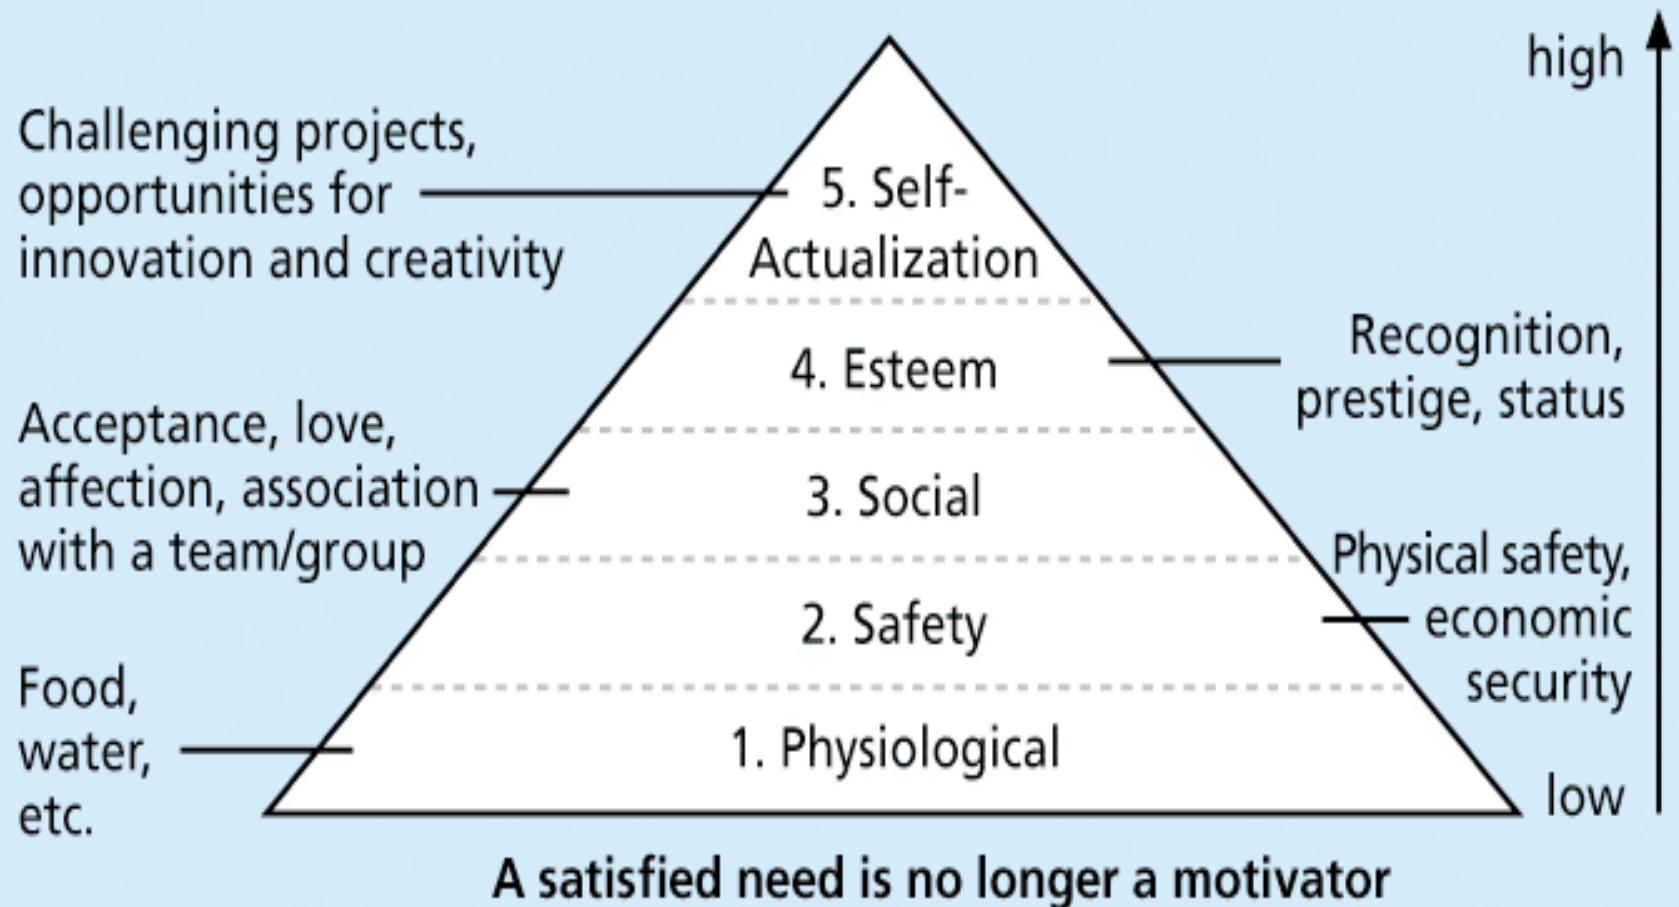 high
Challenging projects,
opportunities for
innovation and creativity
5. Self-
Actualization
Recognition,
prestige, status
4. Esteem
Acceptance, love,
affection, association
with a team/group
3. Social
Physical safety,
economic
security
2. Safety
Food,
water,
etc.
1. Physiological
low
A satisfied need is no longer a motivator